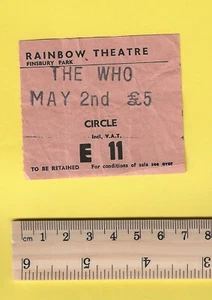 RAINBOW THEATRE
FINSBURY PARK
THE WHO
MAY 2nd £5
CIRCLE
Incl. V.A.T.
E 11
TO BE RETAINED For conditions of sale see over
cm 1 2 3 4 5 6 7 8 9
6 5 4